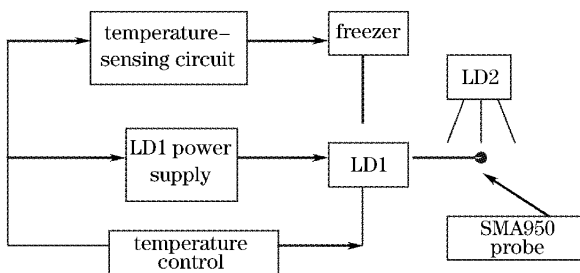 temperature-
sensing circuit
freezer
LD2
LD1 power
supply
LD1
SMA950
probe
temperature
control